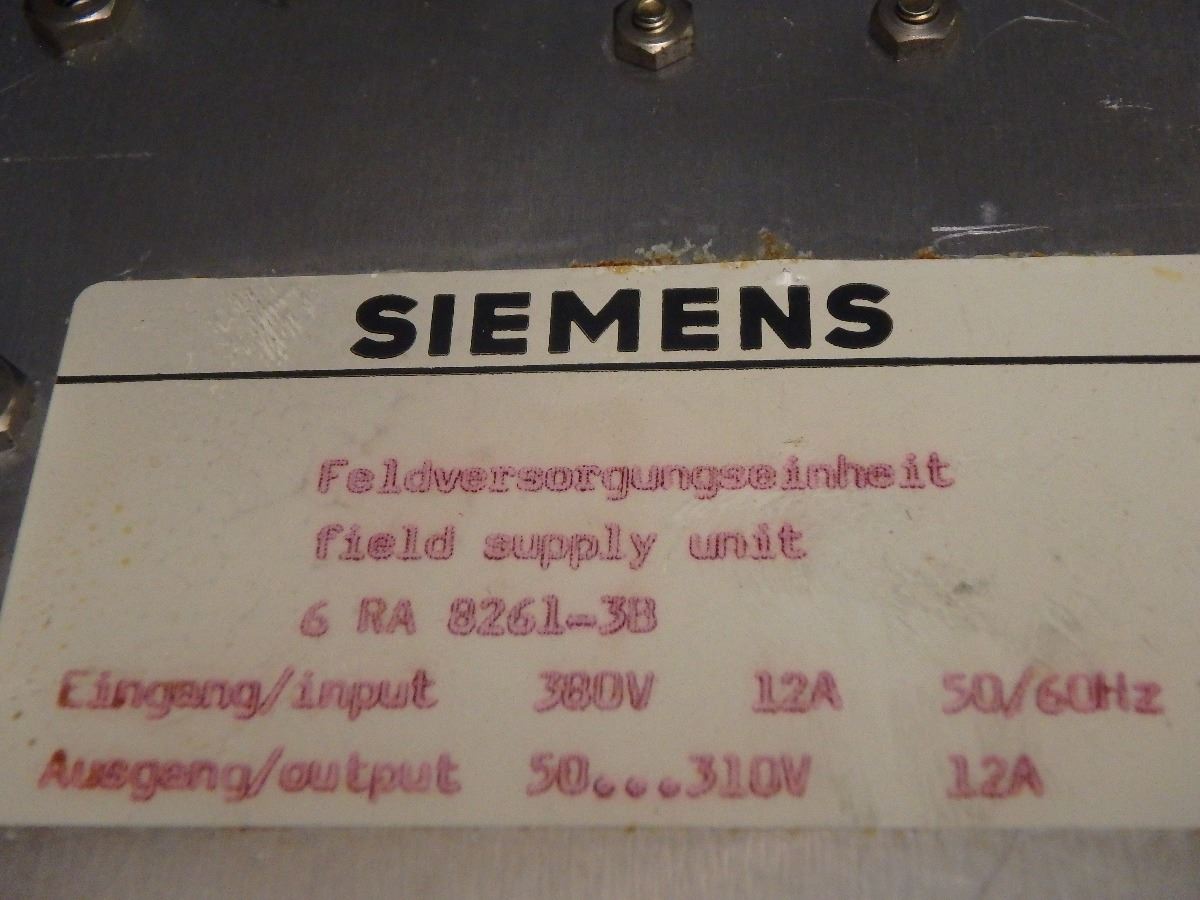 SIEMENS
Feldversorgungseinheit
field supply unit
6 RA 8261-3B
Eingang/input 380V 12A 50/60Hz
Ausgang/output 50...310V 12A